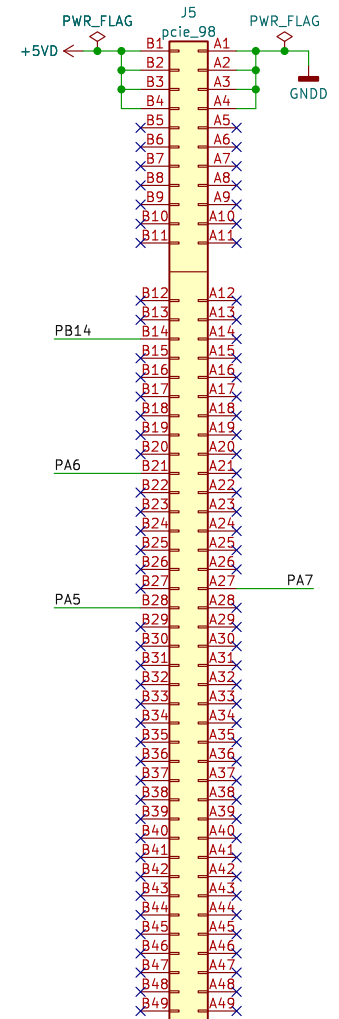 J5
PWR_FLAG PWR_FLAG
pcie_98
+5VD B1 A1
B2 A2
B3 A3
GNDD
B4 A4
B5 A5
B6 A6
B7 A7
B8 A8
B9 A9
B10 A10
B11 A11
B12 A12
B13 A13
PB14 B14 A14
B15 A15
B16 A16
B17 A17
B18 A18
B19 A19
B20 A20
PA6 B21 A21
B22 A22
B23 A23
B24 A24
B25 A25
B26 A26
B27 A27 PA7
PA5 B28 A28
B29 A29
B30 A30
B31 A31
B32 A32
B33 A33
B34 A34
B35 A35
B36 A36
B37 A37
B38 A38
B39 A39
B40 A40
B41 A41
B42 A42
B43 A43
B44 A44
B45 A45
B46 A46
B47 A47
B48 A48
B49 A49